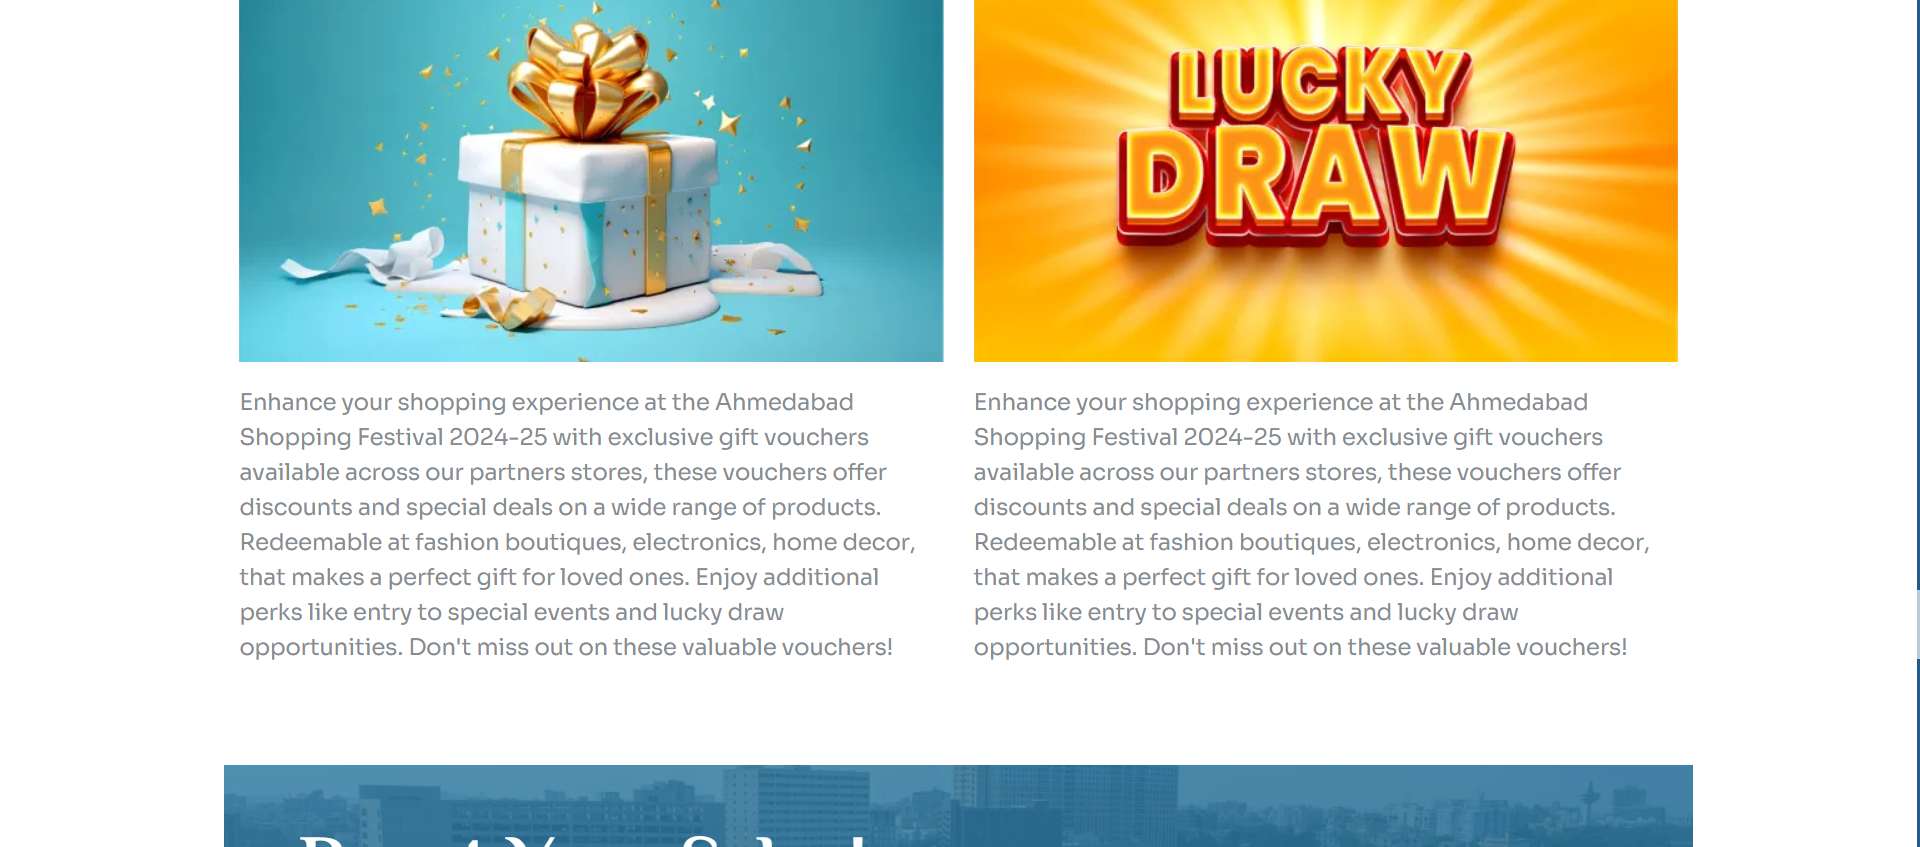 LUCKY
DRAW
Enhance your shopping experience at the Ahmedabad
Shopping Festival 2024-25 with exclusive gift vouchers
available across our partners stores, these vouchers offer
discounts and special deals on a wide range of products.
Redeemable at fashion boutiques, electronics, home decor,
that makes a perfect gift for loved ones. Enjoy additional
perks like entry to special events and lucky draw
opportunities. Don't miss out on these valuable vouchers!
Enhance your shopping experience at the Ahmedabad
Shopping Festival 2024-25 with exclusive gift vouchers
available across our partners stores, these vouchers offer
discounts and special deals on a wide range of products.
Redeemable at fashion boutiques, electronics, home decor,
that makes a perfect gift for loved ones. Enjoy additional
perks like entry to special events and lucky draw
opportunities. Don't miss out on these valuable vouchers!